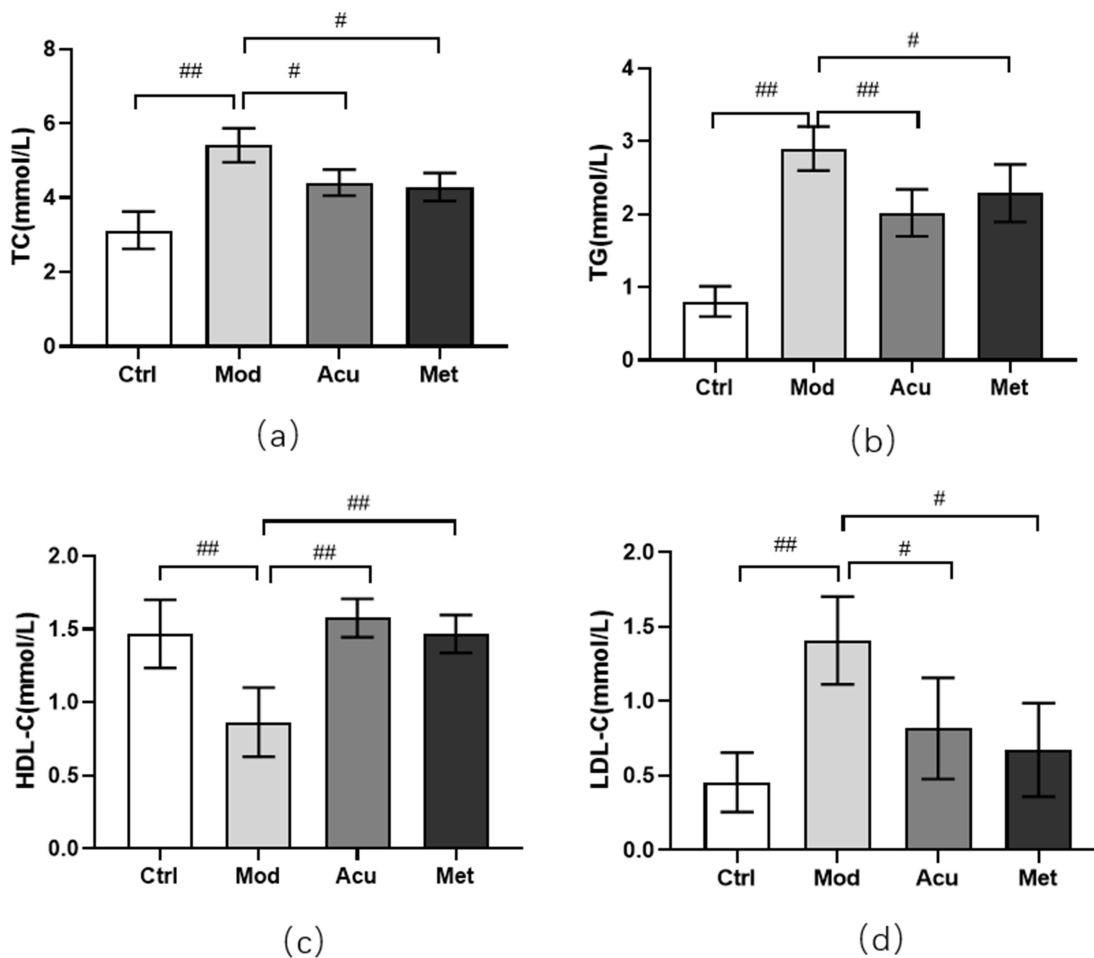 #
##
#
8
6
4
2
0
TC(mmol/L)
Ctrl
Mod
Acu
Met
(a)
#
##
##
4
3
2
1
0
TG(mmol/L)
Ctrl
Mod
Acu
Met
(b)
##
##
##
2.0
1.5
1.0
0.5
0.0
HDL-C(mmol/L)
Ctrl
Mod
Acu
Met
(c)
#
##
#
2.0
1.5
1.0
0.5
0.0
LDL-C(mmol/L)
Ctrl
Mod
Acu
Met
(d)